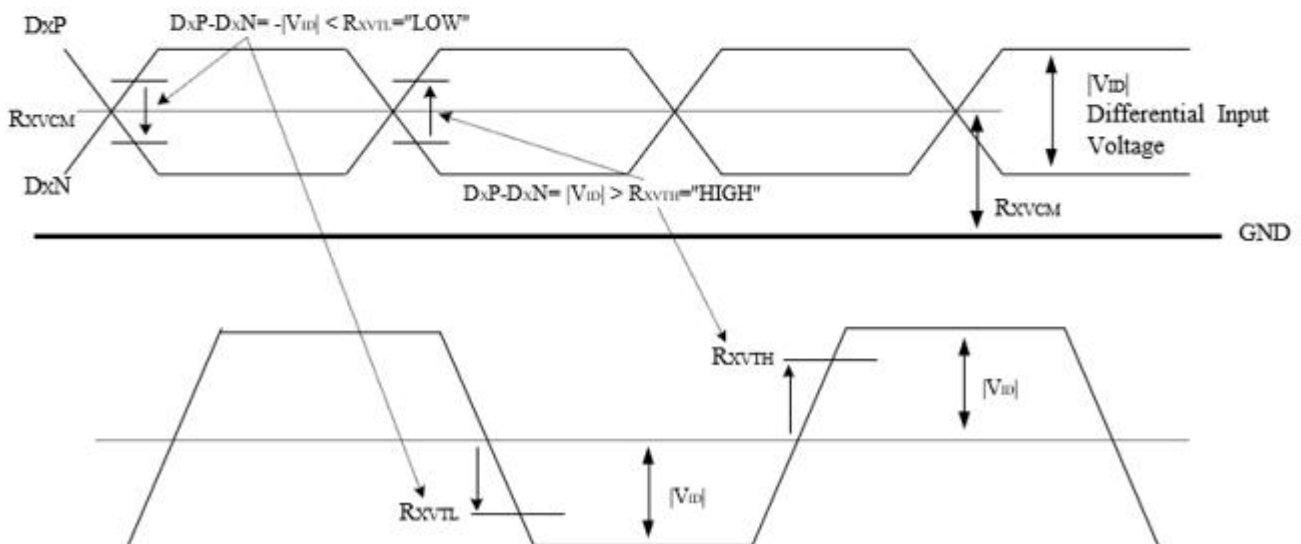 DxP
DxP-DxN= -|VID| < RXVTL="LOW"
|VID|
Differential Input
Voltage
RXVCM
DxN
DxP-DxN= |VID| > RXVTH="HIGH"
RXVCM
GND
RXVTH
|VID|
|VID|
RXVTL